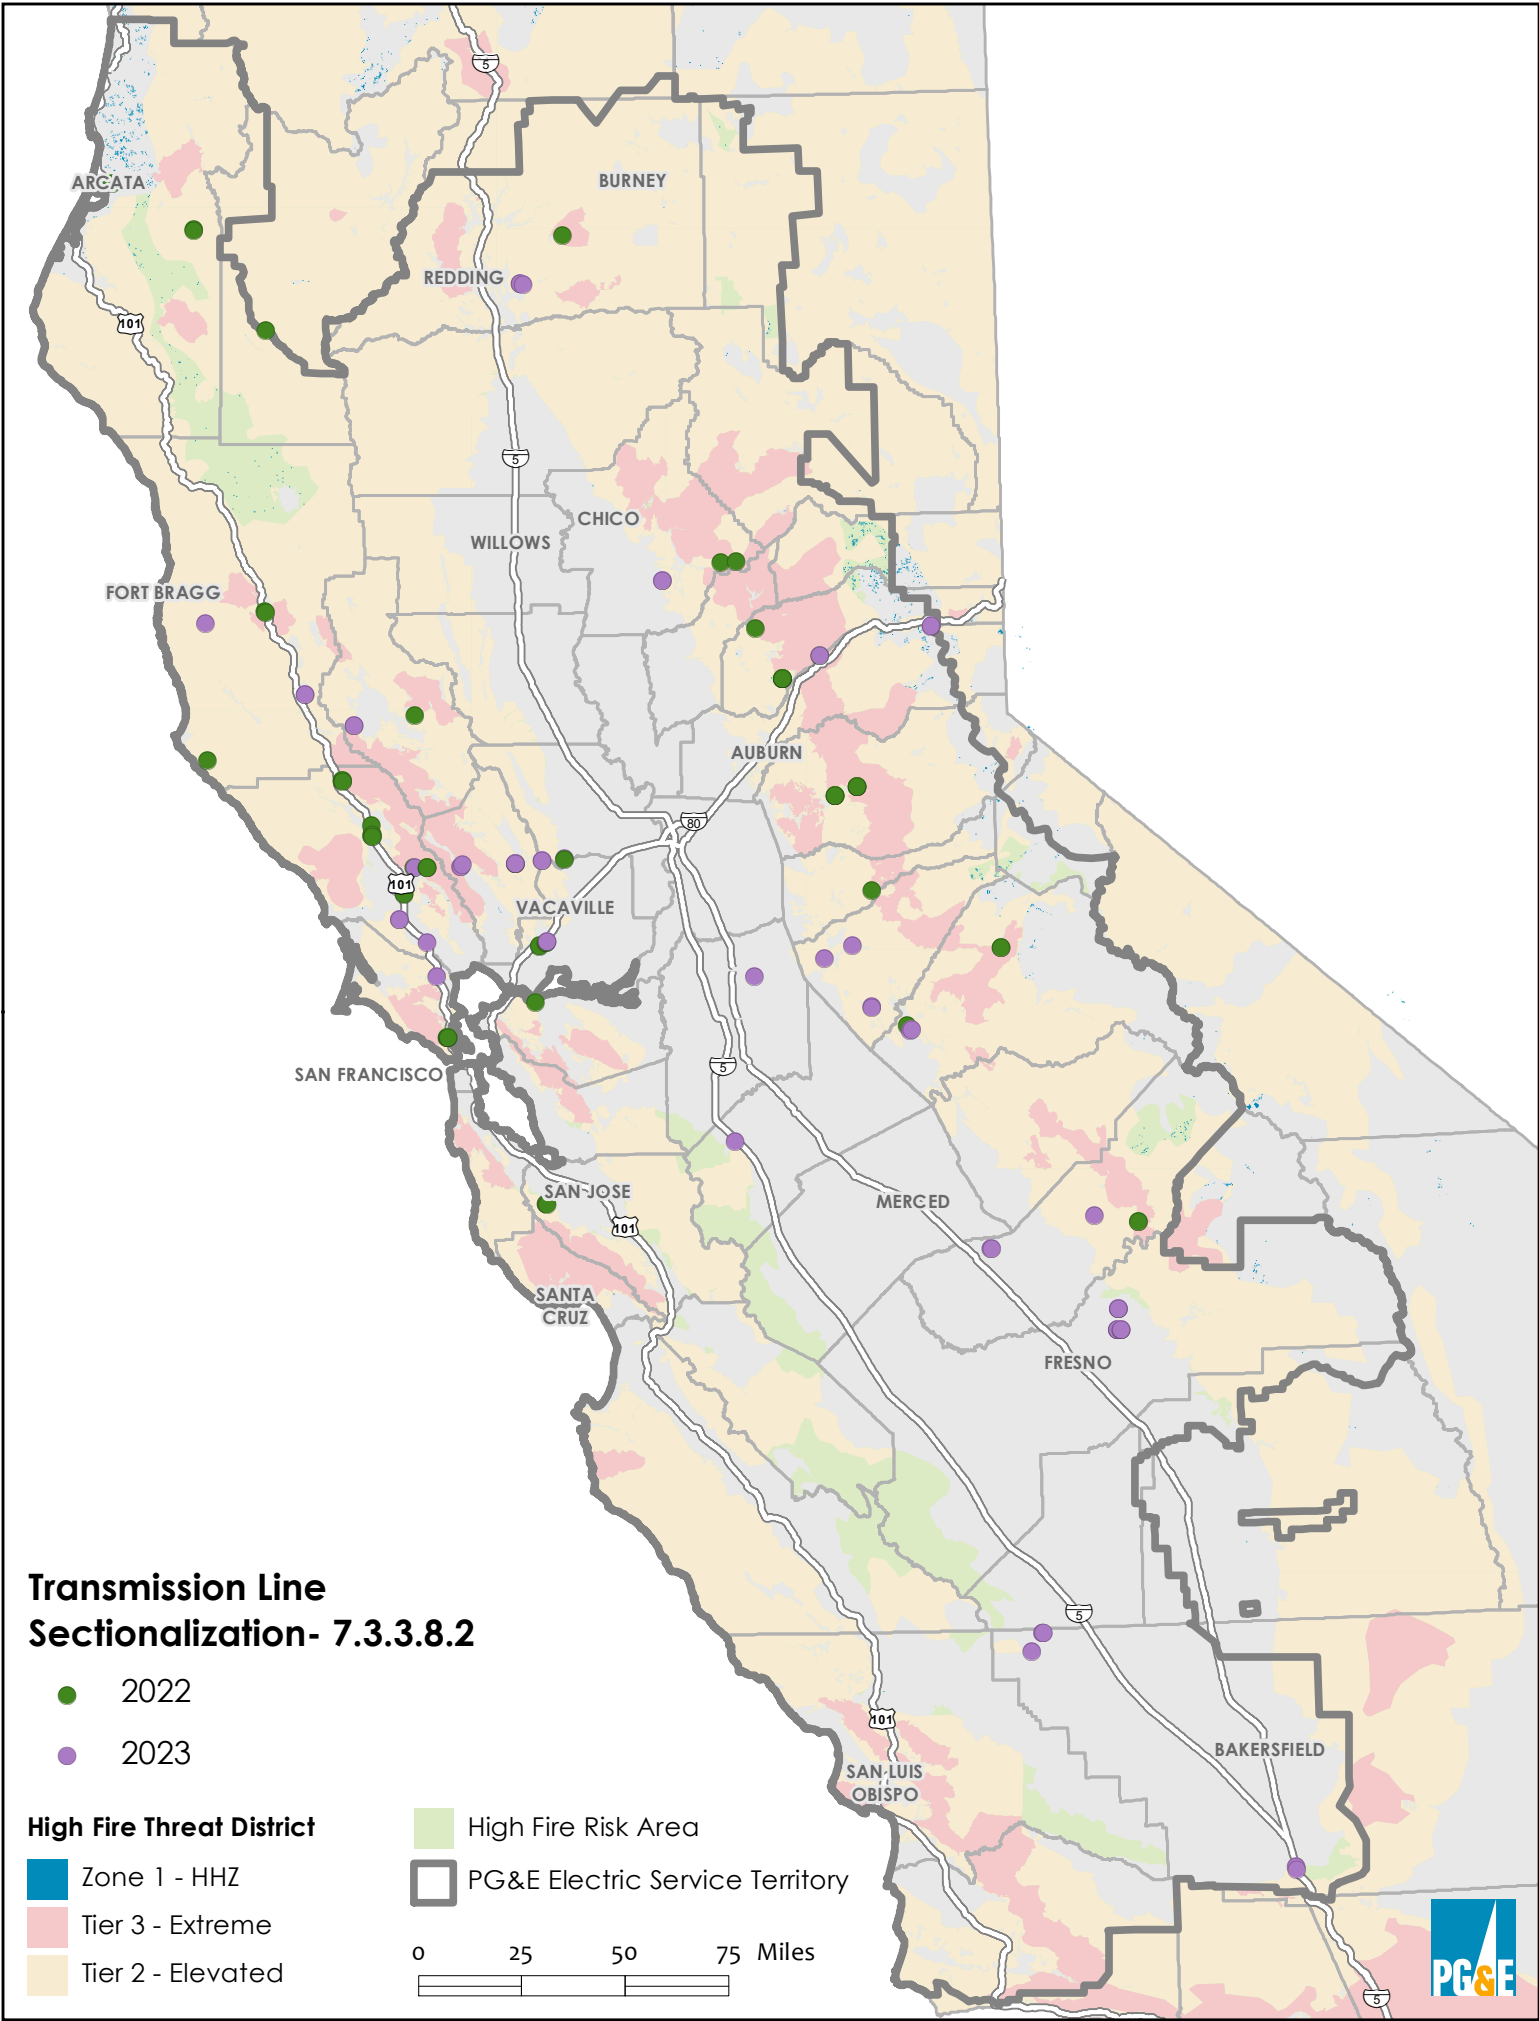 5
ARCATA
BURNEY
REDDING
101
5
CHICO
WILLOWS
FORT BRAGG
AUBURN
80
101
VACAVILLE
5
SAN FRANCISCO
SAN JOSE
MERCED
101
SANTA
CRUZ
FRESNO
5
101
BAKERSFIELD
SAN LUIS
OBISPO
5
Transmission Line
Sectionalization- 7.3.3.8.2
2022
2023
High Fire Threat District
Zone 1 - HHZ
Tier 3 - Extreme
Tier 2 - Elevated
High Fire Risk Area
PG&E Electric Service Territory
0 25 50 75 Miles
PG&E